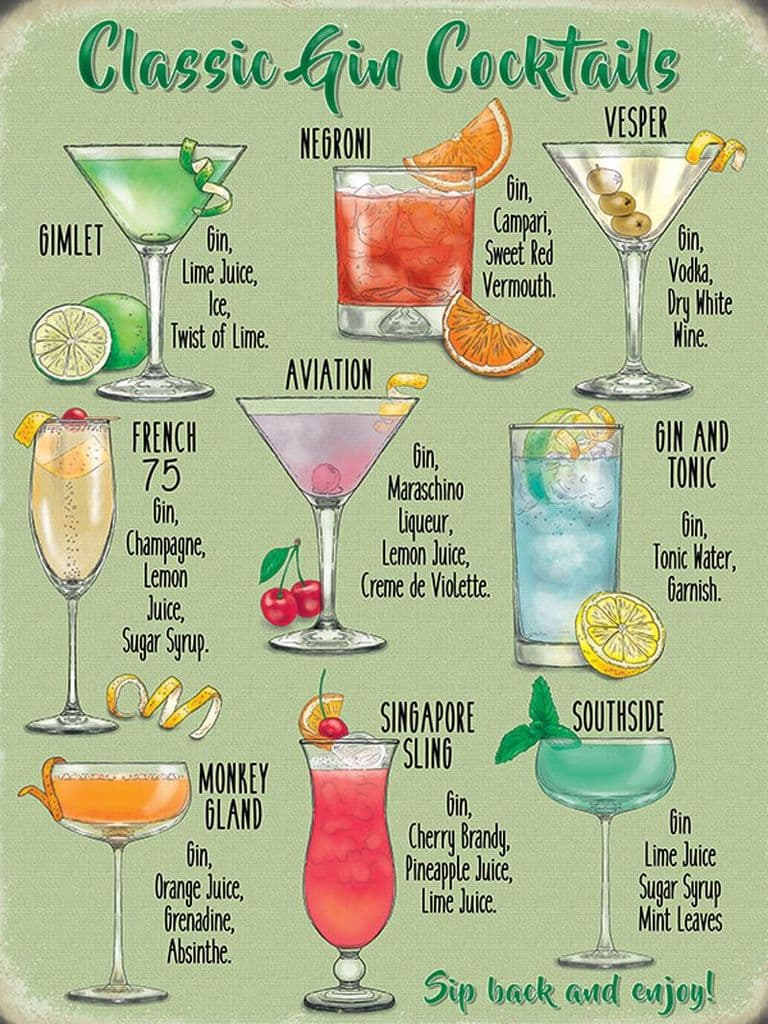 Classic Gin Cocktails
GIMLET
Gin,
Lime Juice,
Ice,
Twist of Lime.
NEGRONI
Gin,
Campari,
Sweet Red
Vermouth.
VESPER
Gin,
Vodka,
Dry White
Wine.
FRENCH
75
Gin,
Champagne,
Lemon
Juice,
Sugar Syrup.
AVIATION
Gin,
Maraschino
Liqueur,
Lemon Juice,
Creme de Violette.
GIN AND
TONIC
Gin,
Tonic Water,
Garnish.
MONKEY
GLAND
Gin,
Orange Juice,
Grenadine,
Absinthe.
SINGAPORE
SLING
Gin,
Cherry Brandy,
Pineapple Juice,
Lime Juice.
SOUTHSIDE
Gin
Lime Juice
Sugar Syrup
Mint Leaves
Sip back and enjoy!